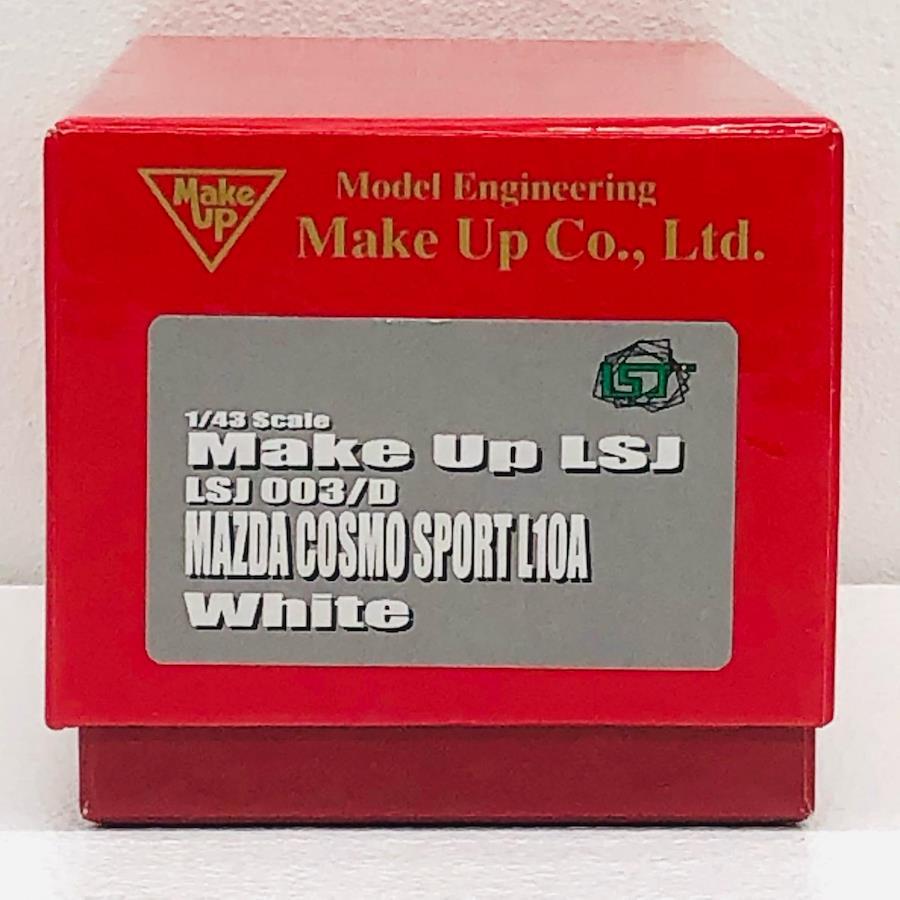 Make Up
Model Engineering
Make Up Co., Ltd.
LSJ
1/43 Scale
Make Up LSJ
LSJ 003/D
MAZDA COSMO SPORT L10A
White